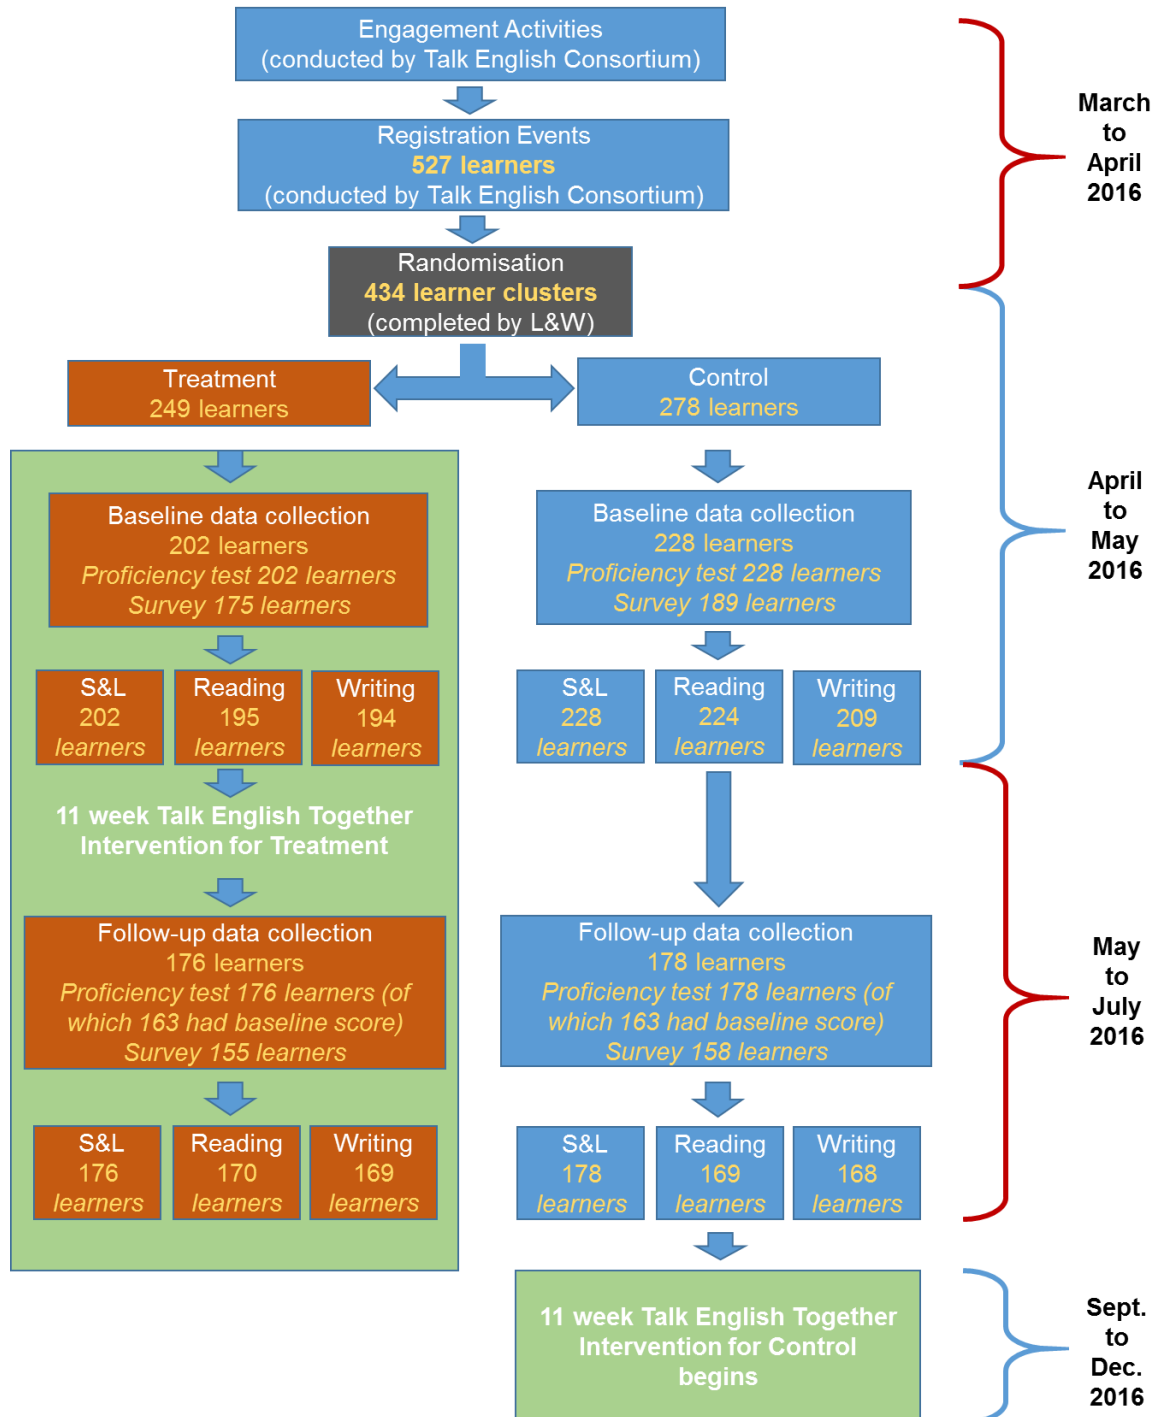 Engagement Activities
(conducted by Talk English Consortium)
Registration Events
527 learners
(conducted by Talk English Consortium)
March
to
April
2016
Randomisation
434 learner clusters
(completed by L&W)
Treatment
249 learners
Control
278 learners
Baseline data collection
202 learners
Proficiency test 202 learners
Survey 175 learners
Baseline data collection
228 learners
Proficiency test 228 learners
Survey 189 learners
April
to
May
2016
S&L
202
learners
Reading
195
learners
Writing
194
learners
S&L
228
learners
Reading
224
learners
Writing
209
learners
11 week Talk English Together
Intervention for Treatment
Follow-up data collection
176 learners
Proficiency test 176 learners (of
which 163 had baseline score)
Survey 155 learners
Follow-up data collection
178 learners
Proficiency test 178 learners (of
which 163 had baseline score)
Survey 158 learners
May
to
July
2016
S&L
176
learners
Reading
170
learners
Writing
169
learners
S&L
178
learners
Reading
169
learners
Writing
168
learners
11 week Talk English Together
Intervention for Control
begins
Sept.
to
Dec.
2016